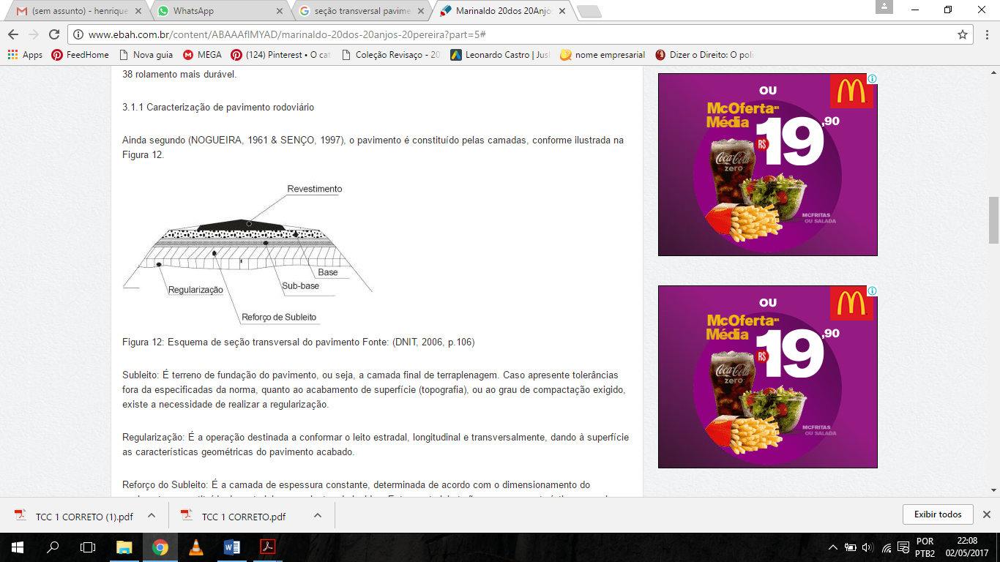 (sem assunto) - henrique
WhatsApp
seção transversal pavime
Marinaldo 20dos 20Anjos
www.ebah.com.br/content/ABAAAflMYAD/marinaldo-20dos-20anjos-20pereira?part=5#
Apps
FeedHome
Nova guia
MEGA
(124) Pinterest • O cat
Coleção Revisaço - 20
Leonardo Castro | Jus
nome empresarial
Dizer o Direito: O poli
38 rolamento mais durável.
3.1.1 Caracterização de pavimento rodoviário
Ainda segundo (NOGUEIRA, 1961 & SENÇO, 1997), o pavimento é constituído pelas camadas, conforme ilustrada na
Figura 12.
Revestimento
Base
Sub-base
Regularização
Reforço de Subleito
Figura 12: Esquema de seção transversal do pavimento Fonte: (DNIT, 2006, p.106)
Subleito: É terreno de fundação do pavimento, ou seja, a camada final de terraplenagem. Caso apresente tolerâncias
fora da especificadas da norma, quanto ao acabamento de superfície (topografia), ou ao grau de compactação exigido,
existe a necessidade de realizar a regularização.
Regularização: É a operação destinada a conformar o leito estradal, longitudinal e transversalmente, dando à superfície
as características geométricas do pavimento acabado.
Reforço do Subleito: É a camada de espessura constante, determinada de acordo com o dimensionamento do
OU
McOferta
Média
R$ 19,90
Coca-Cola
zero
MCFRITAS
OU SALADA
OU
McOferta
Média
R$ 19,90
Coca-Cola
zero
MCFRITAS
OU SALADA
TCC 1 CORRETO (1).pdf
TCC 1 CORRETO.pdf
Exibir todos
POR
PTB2
22:08
02/05/2017